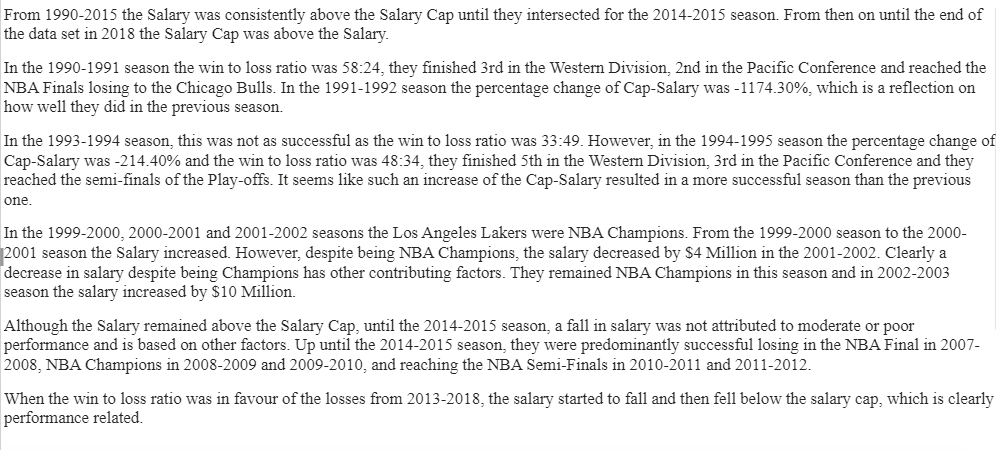 From 1990-2015 the Salary was consistently above the Salary Cap until they intersected for the 2014-2015 season. From then on until the end of
the data set in 2018 the Salary Cap was above the Salary.
In the 1990-1991 season the win to loss ratio was 58:24, they finished 3rd in the Western Division, 2nd in the Pacific Conference and reached the
NBA Finals losing to the Chicago Bulls. In the 1991-1992 season the percentage change of Cap-Salary was -1174.30%, which is a reflection on
how well they did in the previous season.
In the 1993-1994 season, this was not as successful as the win to loss ratio was 33:49. However, in the 1994-1995 season the percentage change of
Cap-Salary was -214.40% and the win to loss ratio was 48:34, they finished 5th in the Western Division, 3rd in the Pacific Conference and they
reached the semi-finals of the Play-offs. It seems like such an increase of the Cap-Salary resulted in a more successful season than the previous
one.
In the 1999-2000, 2000-2001 and 2001-2002 seasons the Los Angeles Lakers were NBA Champions. From the 1999-2000 season to the 2000-
2001 season the Salary increased. However, despite being NBA Champions, the salary decreased by $4 Million in the 2001-2002. Clearly a
decrease in salary despite being Champions has other contributing factors. They remained NBA Champions in this season and in 2002-2003
season the salary increased by $10 Million.
Although the Salary remained above the Salary Cap, until the 2014-2015 season, a fall in salary was not attributed to moderate or poor
performance and is based on other factors. Up until the 2014-2015 season, they were predominantly successful losing in the NBA Final in 2007-
2008, NBA Champions in 2008-2009 and 2009-2010, and reaching the NBA Semi-Finals in 2010-2011 and 2011-2012.
When the win to loss ratio was in favour of the losses from 2013-2018, the salary started to fall and then fell below the salary cap, which is clearly
performance related.